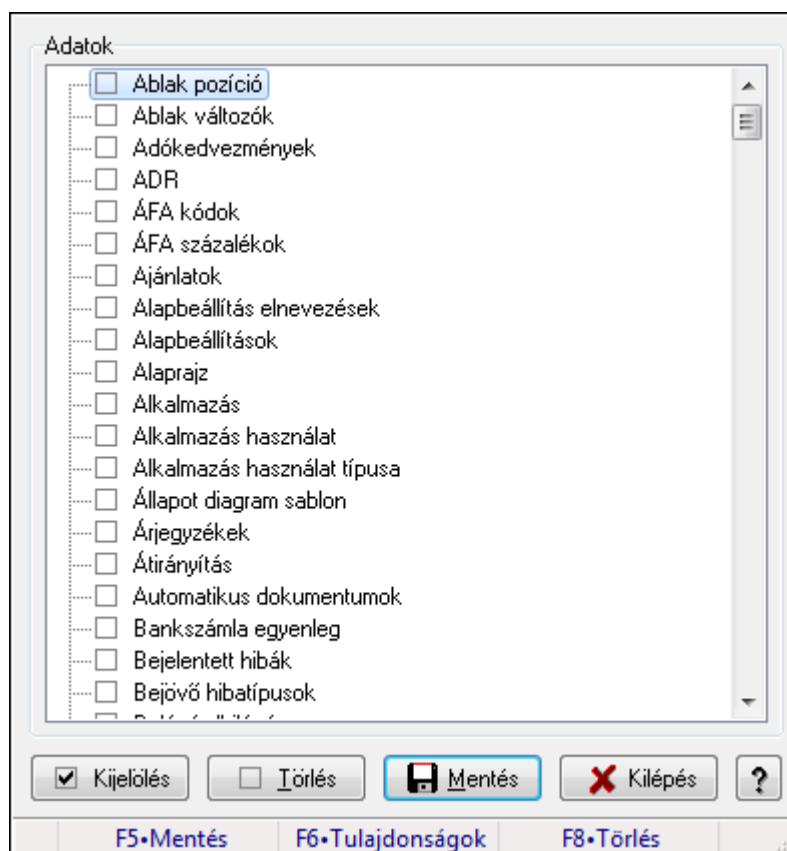 Adatok
Ablak pozíció
Ablak változók
Adókedvezmények
ADR
ÁFA kódok
ÁFA százalékok
Ajánlatok
Alapbeállítás elnevezések
Alapbeállítások
Alaprajz
Alkalmazás
Alkalmazás használat
Alkalmazás használat típusa
Állapot diagram sablon
Árjegyzékek
Átirányítás
Automatikus dokumentumok
Bankszámla egyenleg
Bejelentett hibák
Bejövő hibatípusok
Kijelölés Törlés Mentés Kilépés ?
F5•Mentés F6•Tulajdonságok F8•Törlés